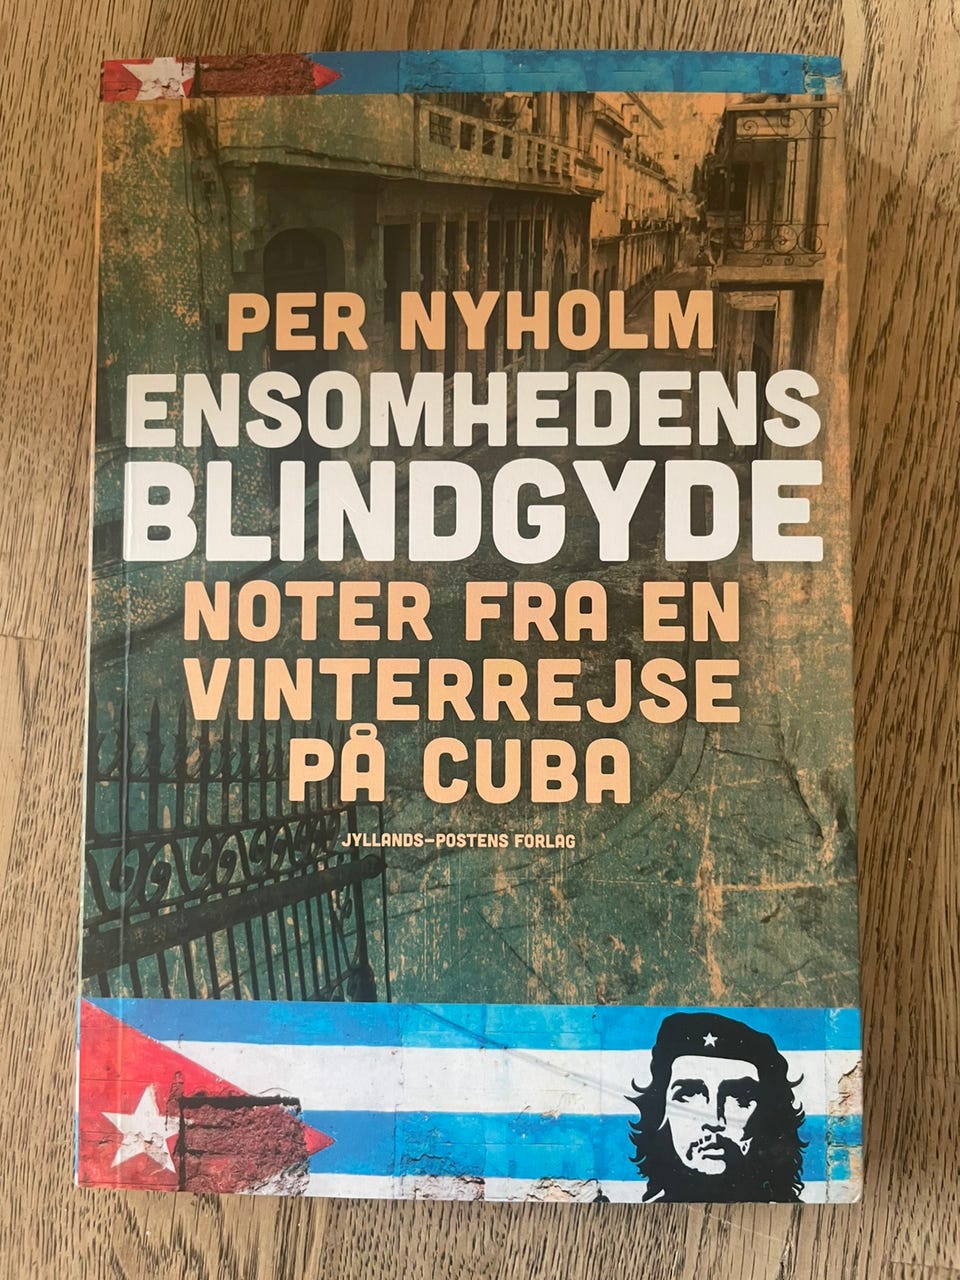 PER NYHOLM
ENSOMHEDENS
BLINDGYDE
NOTER FRA EN
VINTERREJSE
PÅ CUBA
JYLLANDS-POSTENS FORLAG